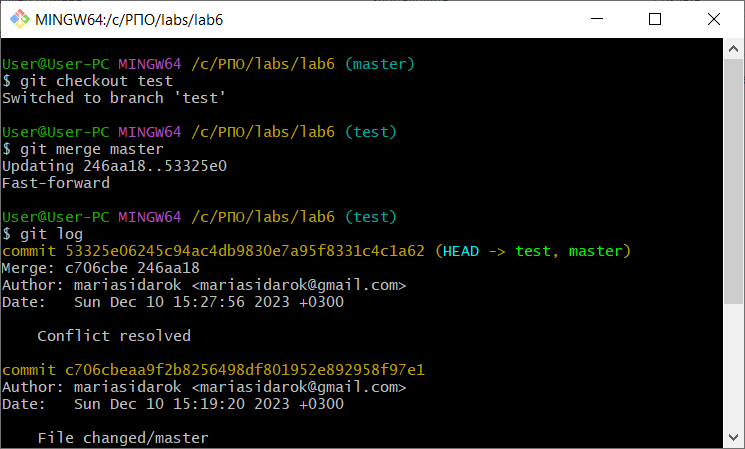 MINGW64:/c/РПО/labs/lab6
User@User-PC MINGW64 /c/РПО/labs/lab6 (master)
$ git checkout test
Switched to branch 'test'
User@User-PC MINGW64 /c/РПО/labs/lab6 (test)
$ git merge master
Updating 246aa18..53325e0
Fast-forward
User@User-PC MINGW64 /c/РПО/labs/lab6 (test)
$ git log
commit 53325e06245c94ac4db9830e7a95f8331c4c1a62 (HEAD -> test, master)
Merge: c706cbe 246aa18
Author: mariasidarok <mariasidarok@gmail.com>
Date:   Sun Dec 10 15:27:56 2023 +0300
    Conflict resolved
commit c706cbeaa9f2b8256498df801952e892958f97e1
Author: mariasidarok <mariasidarok@gmail.com>
Date:   Sun Dec 10 15:19:20 2023 +0300
    File changed/master